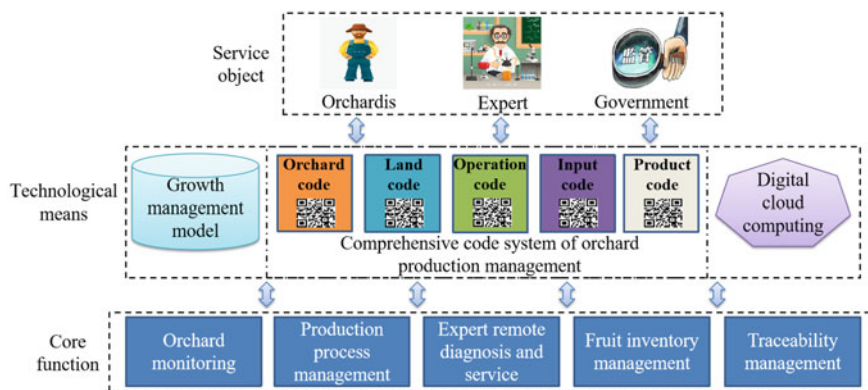 Service
object
Orchardis
Expert
Government
Technological
means
Growth
management
model
Orchard
code
Land
code
Operation
code
Input
code
Product
code
Comprehensive code system of orchard
production management
Digital
cloud
computing
Core
function
Orchard
monitoring
Production
process
management
Expert remote
diagnosis and
service
Fruit inventory
management
Traceability
management